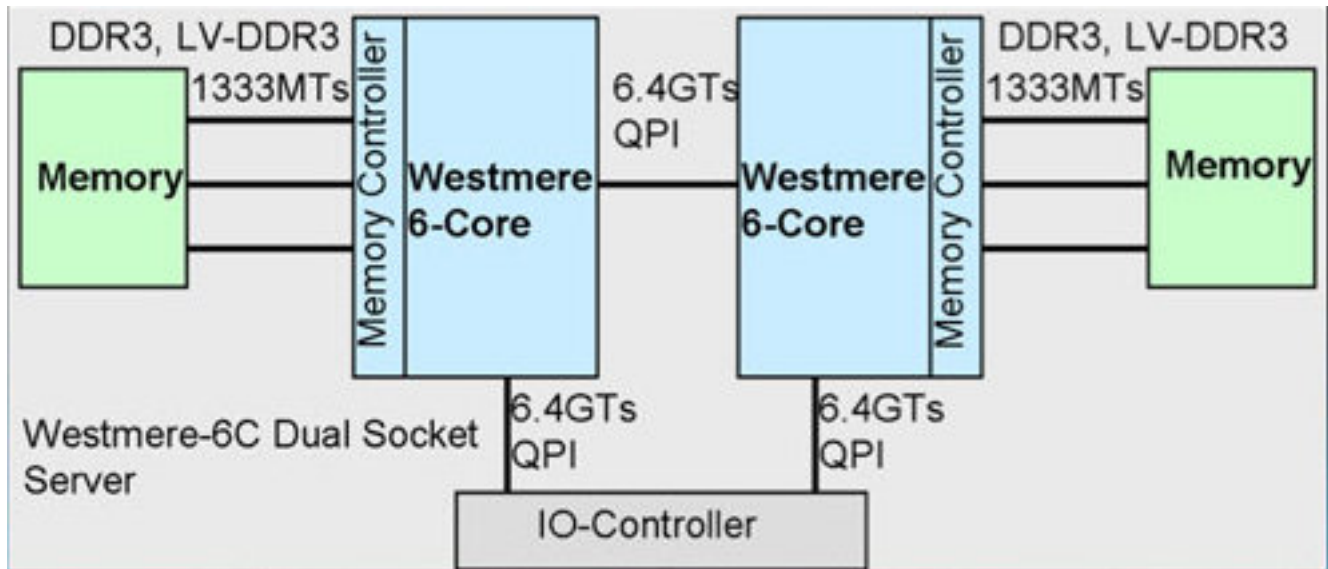 DDR3, LV-DDR3
1333MTs
Memory
Memory Controller
Westmere
6-Core
6.4GTs
QPI
Westmere
6-Core
Memory Controller
DDR3, LV-DDR3
1333MTs
Memory
6.4GTs
QPI
6.4GTs
QPI
Westmere-6C Dual Socket
Server
IO-Controller